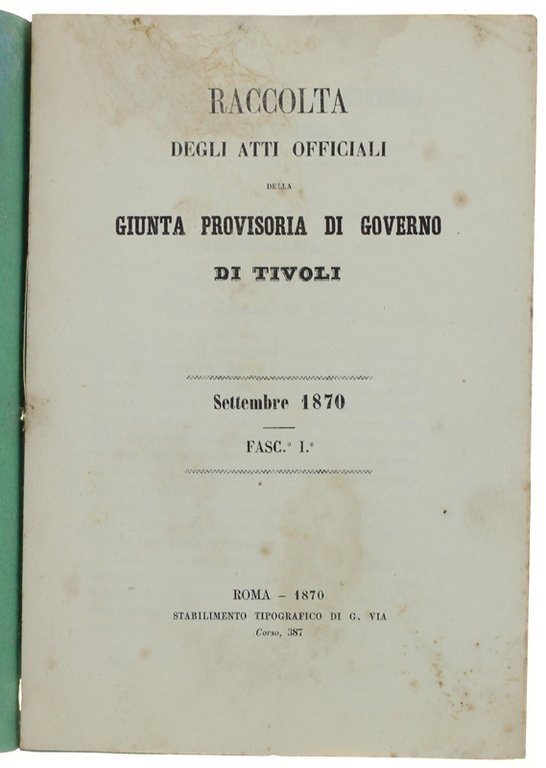 RACCOLTA
DEGLI ATTI OFFICIALI
DELLA
GIUNTA PROVISORIA DI GOVERNO
DI TIVOLI
Settembre 1870
FASC.° I.°
ROMA – 1870
STABILIMENTO TIPOGRAFICO DI G. VIA
Corso, 387